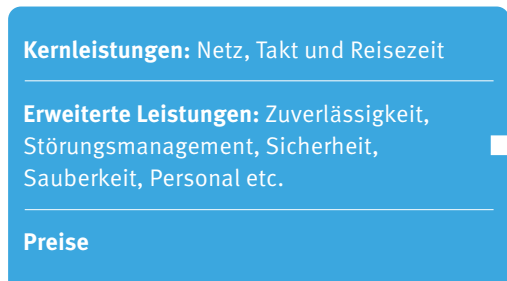 Kernleistungen: Netz, Takt und Reisezeit
Erweiterte Leistungen: Zuverlässigkeit,
Störungsmanagement, Sicherheit,
Sauberkeit, Personal etc.
Preise